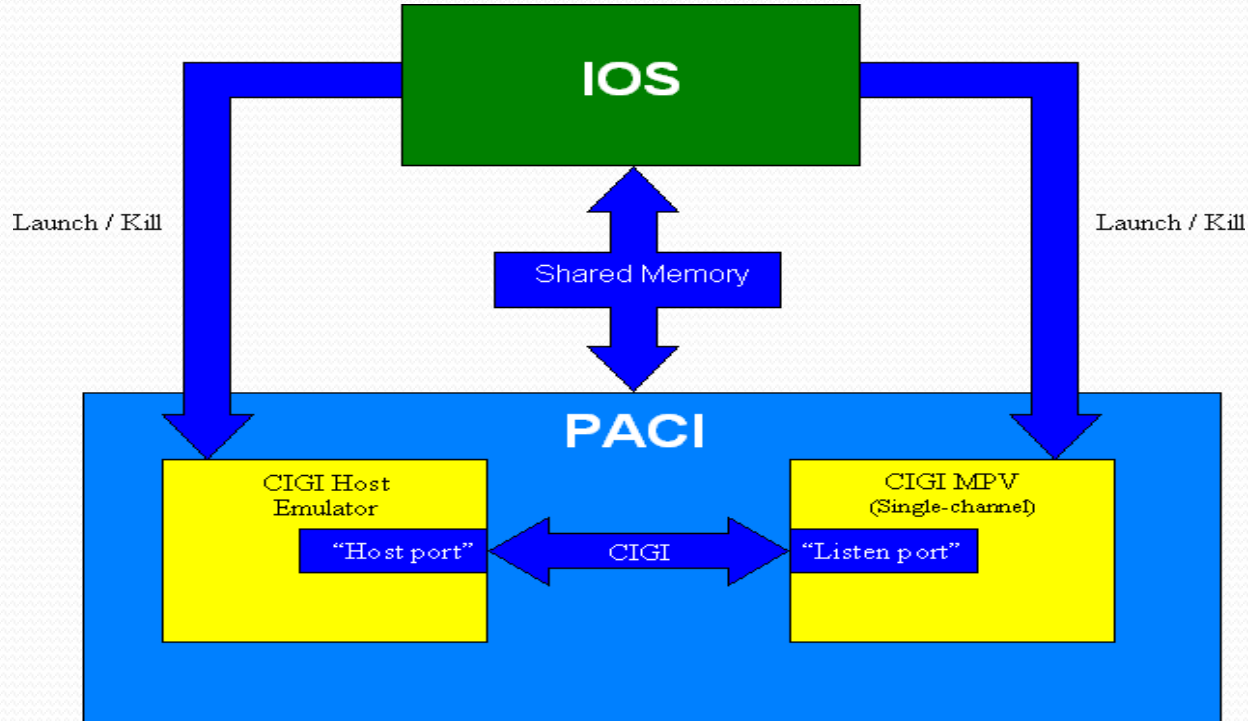 IOS
Launch / Kill
Launch / Kill
Shared Memory
PACI
CIGI Host
Emulator
“Host port”
CIGI
CIGI MPV
(Single-channel)
“Listen port”